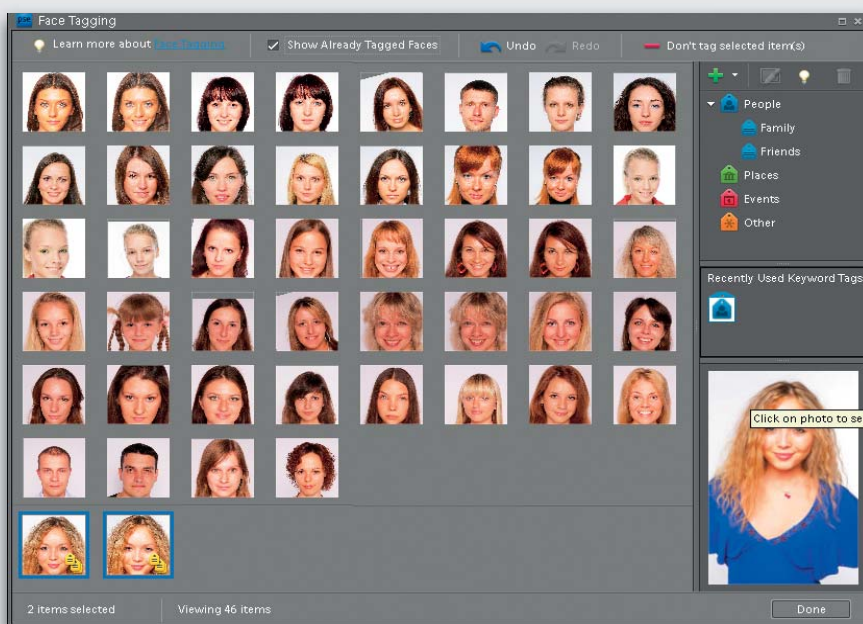 pse Face Tagging
Learn more about Face Tagging
Show Already Tagged Faces
Undo
Redo
Don't tag selected item(s)
People
Family
Friends
Places
Events
Other
Recently Used Keyword Tags
Click on photo to se
2 items selected
Viewing 46 items
Done